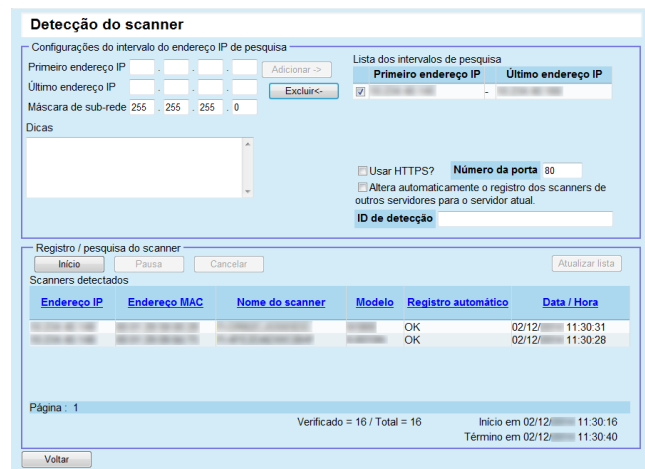 Detecção do scanner
Configurações do intervalo do endereço IP de pesquisa
Primeiro endereço IP . . .
Adicionar ->
Último endereço IP . . .
Excluir<-
Máscara de sub-rede 255 . 255 . 255 . 0
Dicas
Lista dos intervalos de pesquisa
Primeiro endereço IP Último endereço IP
-
Usar HTTPS? Número da porta 80
Altera automaticamente o registro dos scanners de
outros servidores para o servidor atual.
ID de detecção
Registro / pesquisa do scanner
Início Pausa Cancelar Atualizar lista
Scanners detectados
Endereço IP Endereço MAC Nome do scanner Modelo Registro automático Data / Hora
OK 02/12/ 11:30:31
OK 02/12/ 11:30:28
Página : 1
Verificado = 16 / Total = 16 Início em 02/12/ 11:30:16
Término em 02/12/ 11:30:40
Voltar